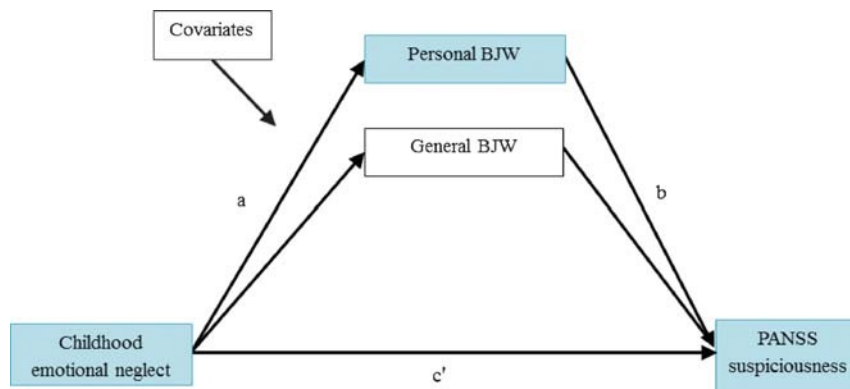 Covariates
Personal BJW
General BJW
a
b
Childhood
emotional neglect
c'
PANSS
suspiciousness